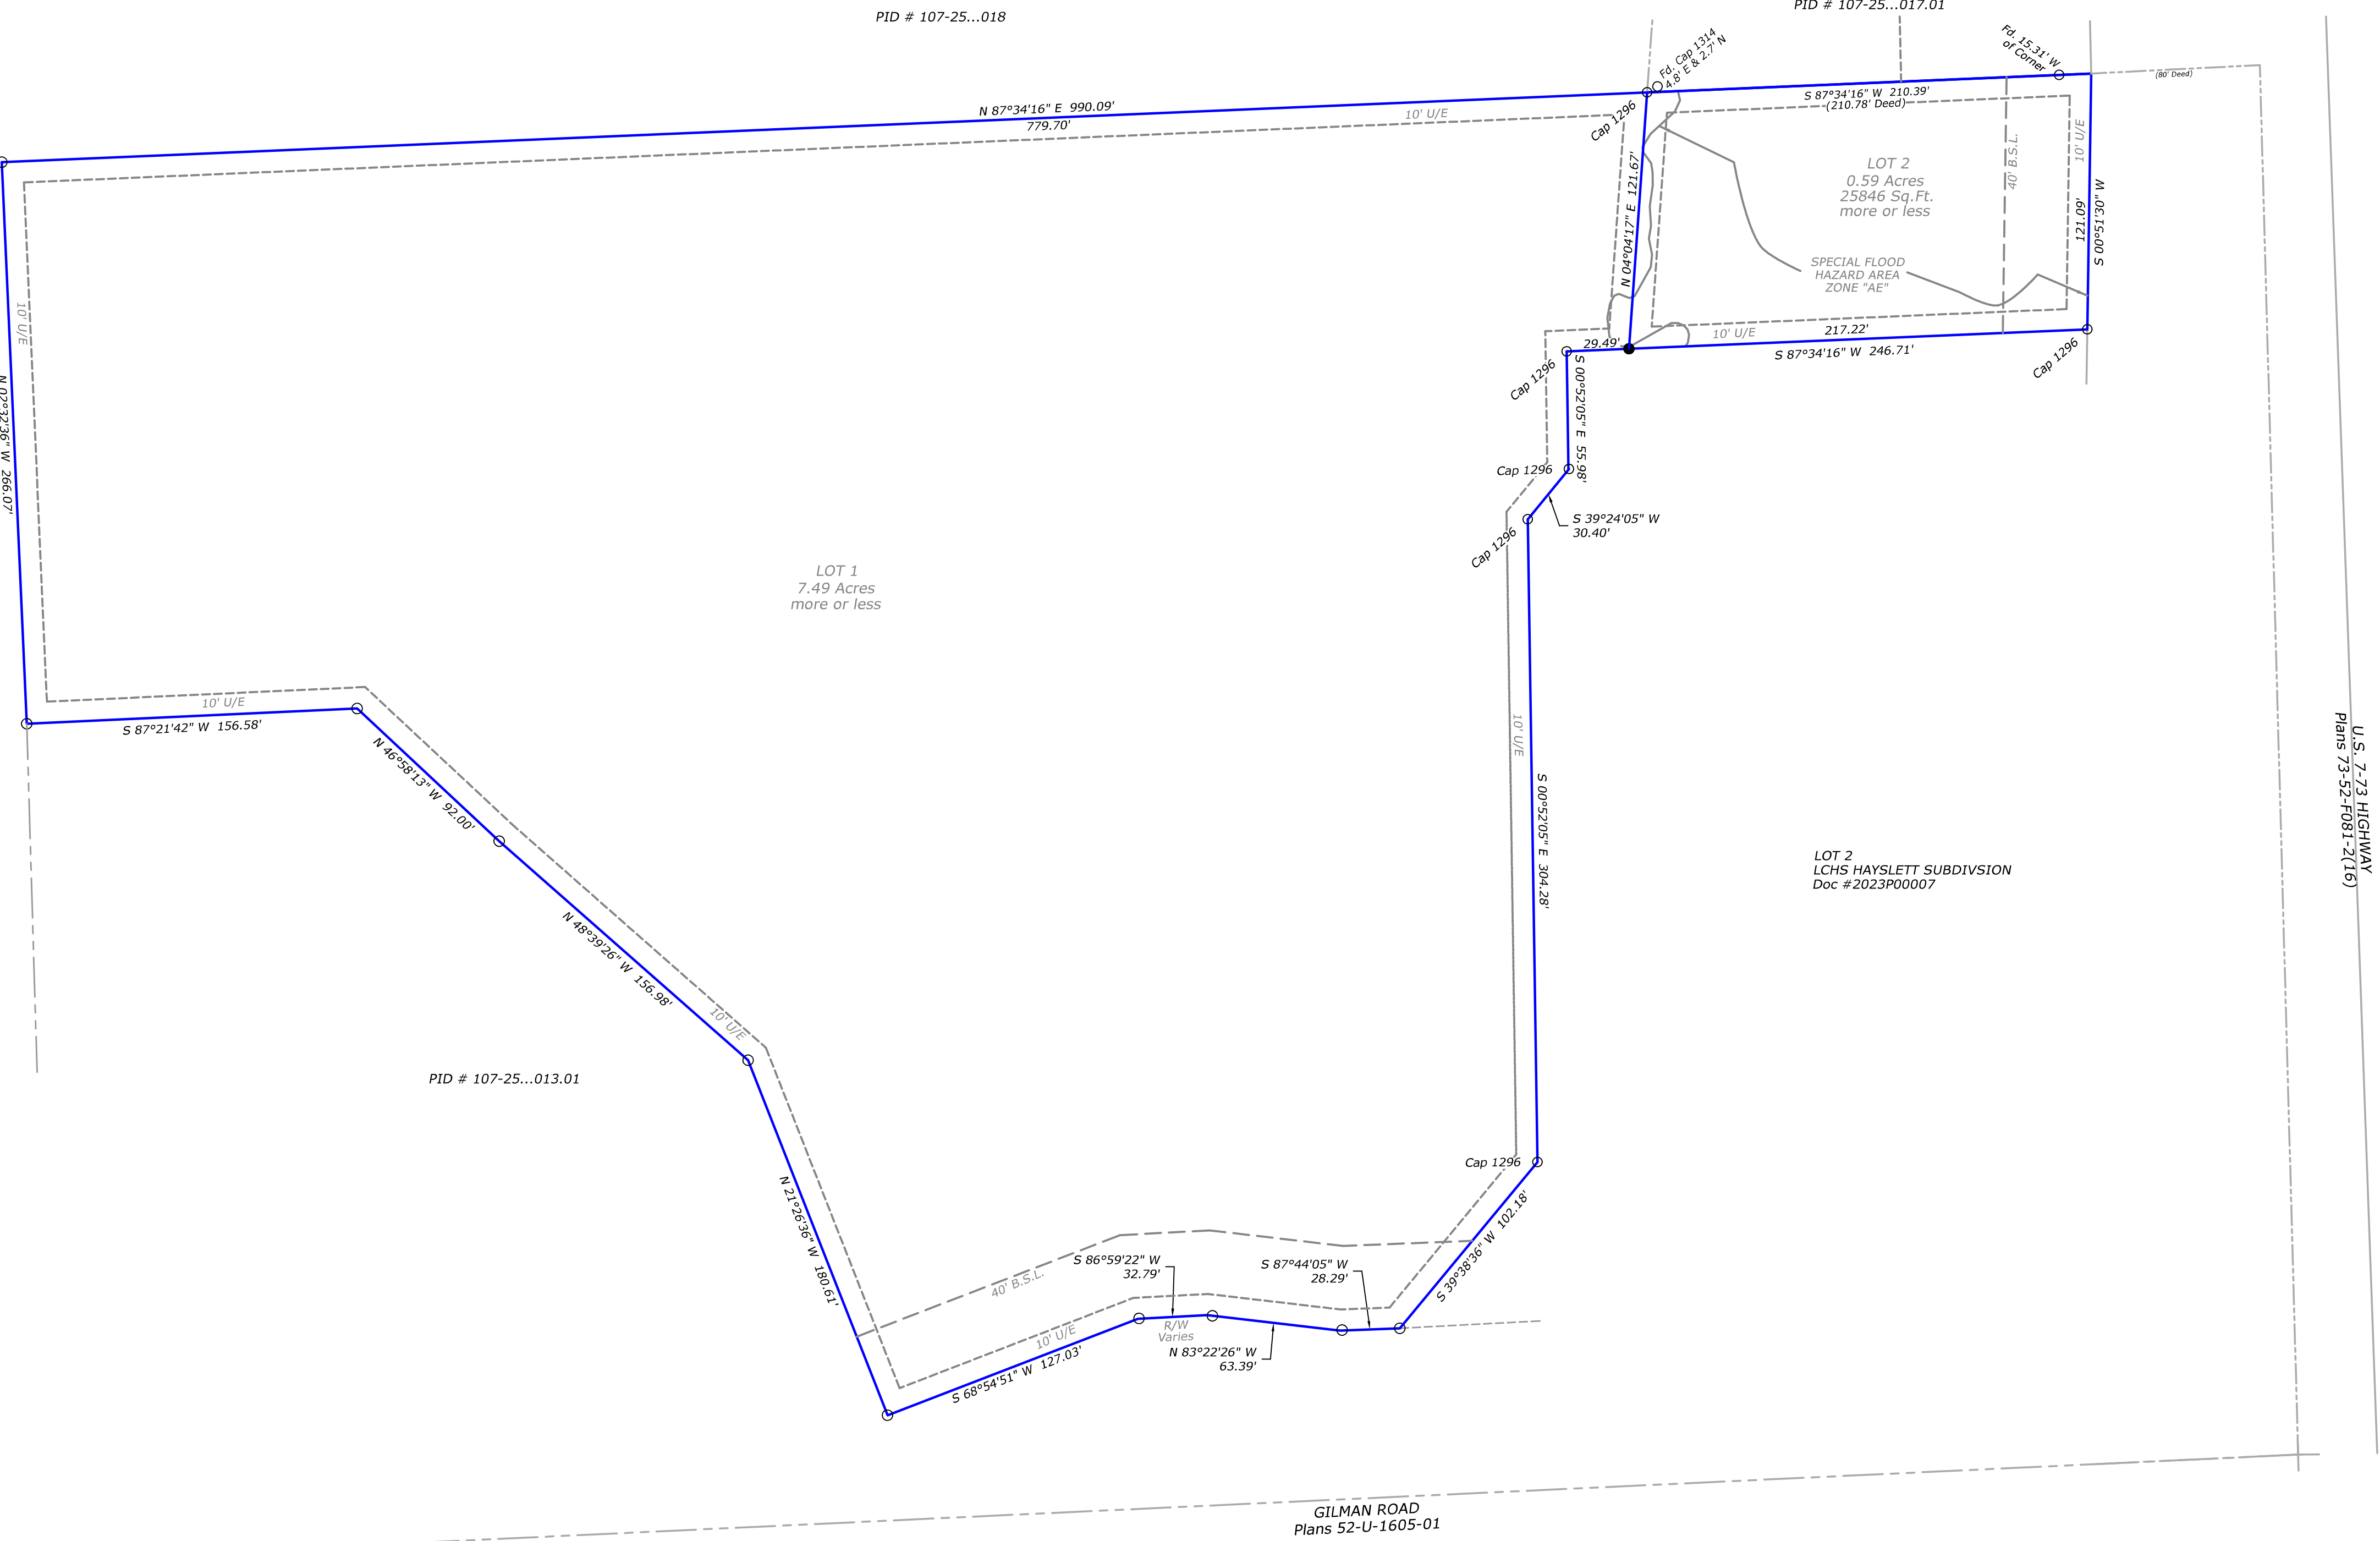 PID # 107-25...018
PID # 107-25...017.01
Fd. Cap 1314
4.8' E & 2.7' N
Fd. 15.31' W
of Corner
(80' Deed)
N 87°34'16" E  990.09'
779.70'
10' U/E
Cap 1296
S 87°34'16" W  210.39'
(210.78' Deed)
LOT 2
0.59 Acres
25846 Sq.Ft.
more or less
40' B.S.L.
10' U/E
121.09'
S 00°51'30" W
N 04°04'17" E  121.67'
SPECIAL FLOOD
HAZARD AREA
ZONE "AE"
10' U/E
217.22'
S 87°34'16" W  246.71'
Cap 1296
29.49'
Cap 1296
S 00°52'05" E  55.98'
Cap 1296
S 39°24'05" W
30.40'
Cap 1296
10' U/E
N 02°32'36" W  266.07'
LOT 1
7.49 Acres
more or less
10' U/E
S 87°21'42" W  156.58'
N 46°58'13" W  92.00'
N 48°39'26" W  156.98'
10' U/E
10' U/E
S 00°52'05" E  304.28'
LOT 2
LCHS HAYSLETT SUBDIVSION
Doc #2023P00007
U.S. 7-73 HIGHWAY
Plans 73-52-F081-2(16)
PID # 107-25...013.01
N 21°26'36" W  180.61'
Cap 1296
S 39°38'36" W  102.18'
40' B.S.L.
S 86°59'22" W
32.79'
S 87°44'05" W
28.29'
10' U/E
R/W
Varies
S 68°54'51" W  127.03'
N 83°22'26" W
63.39'
GILMAN ROAD
Plans 52-U-1605-01